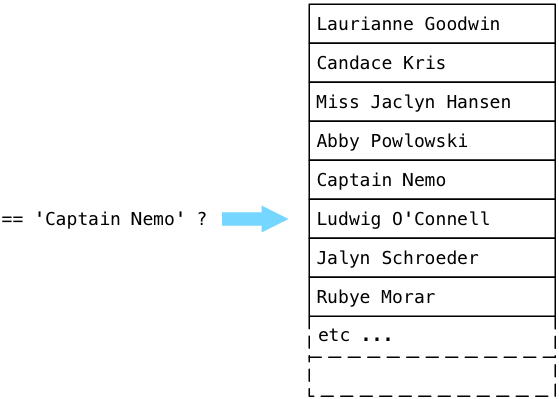 Laurianne Goodwin
Candace Kris
Miss Jaclyn Hansen
Abby Powlowski
Captain Nemo
== 'Captain Nemo' ?
Ludwig O'Connell
Jalyn Schroeder
Rubye Morar
etc ...